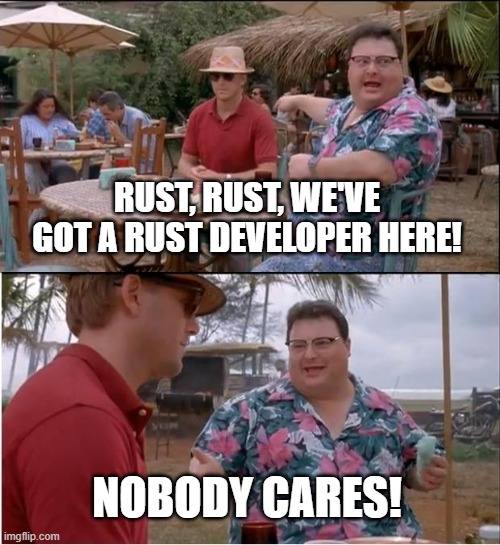 RUST, RUST, WE'VE
GOT A RUST DEVELOPER HERE!
NOBODY CARES!
imgflip.com